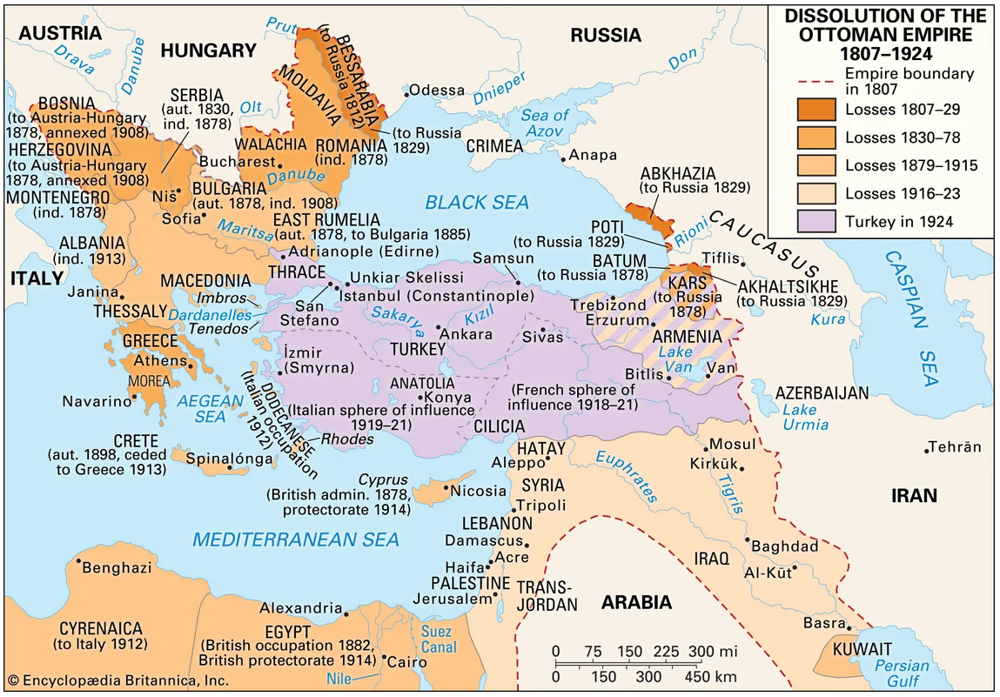 DISSOLUTION OF THE
OTTOMAN EMPIRE
1807–1924
Empire boundary
in 1807
Losses 1807–29
Losses 1830–78
Losses 1879–1915
Losses 1916–23
Turkey in 1924
AUSTRIA
HUNGARY
RUSSIA
Drava
Danube
Prut
Olt
BESSARABIA
(to Russia 1812)
MOLDAVIA
Odessa
Dnieper
Don
Sea of
Azov
CRIMEA
Anapa
BOSNIA
(to Austria-Hungary
1878, annexed 1908)
HERZEGOVINA
(to Austria-Hungary
1878, annexed 1908)
MONTENEGRO
(ind. 1878)
SERBIA
(aut. 1830,
ind. 1878)
WALACHIA
Bucharest
ROMANIA
(ind. 1878)
(to Russia
1829)
Danube
Niš
Sofia
BULGARIA
(aut. 1878, ind. 1908)
EAST RUMELIA
(aut. 1878, to Bulgaria 1885)
Maritsa
Adrianople (Edirne)
BLACK SEA
ABKHAZIA
(to Russia 1829)
POTI
(to Russia 1829)
Rioni
CAUCASUS
BATUM
(to Russia 1878)
Tiflis
KARS
(to Russia
1878)
AKHALTSIKHE
(to Russia 1829)
Kura
CASPIAN SEA
ALBANIA
(ind. 1913)
ITALY
Janina
THESSALY
MACEDONIA
Imbros
Dardanelles
Tenedos
THRACE
San
Stefano
Unkiar Skelissi
Istanbul (Constantinople)
Samsun
Sakarya
Kızıl
Ankara
TURKEY
Sivas
Trebizond
Erzurum
ARMENIA
Lake
Van
Bitlis
Van
AZERBAIJAN
Lake
Urmia
GREECE
Athens
MOREA
Navarino
AEGEAN
SEA
İzmir
(Smyrna)
ANATOLIA
Konya
(Italian sphere of influence
1919–21)
(French sphere of
influence 1918–21)
CILICIA
DODECANESE
(Italian occupation
1912)
Rhodes
CRETE
(aut. 1898, ceded
to Greece 1913)
Spinalónga
Cyprus
(British admin. 1878,
protectorate 1914)
Nicosia
HATAY
Aleppo
SYRIA
Tripoli
LEBANON
Damascus
Acre
Haifa
PALESTINE
Jerusalem
TRANS-
JORDAN
Euphrates
Mosul
Kirkūk
Tigris
Tehrān
IRAN
Baghdad
IRAQ
Al-Kūt
Basra
KUWAIT
Persian
Gulf
ARABIA
MEDITERRANEAN SEA
Benghazi
CYRENAICA
(to Italy 1912)
Alexandria
EGYPT
(British occupation 1882,
British protectorate 1914)
Suez
Canal
Cairo
Nile
0 75 150 225 300 mi
0 150 300 450 km
© Encyclopædia Britannica, Inc.